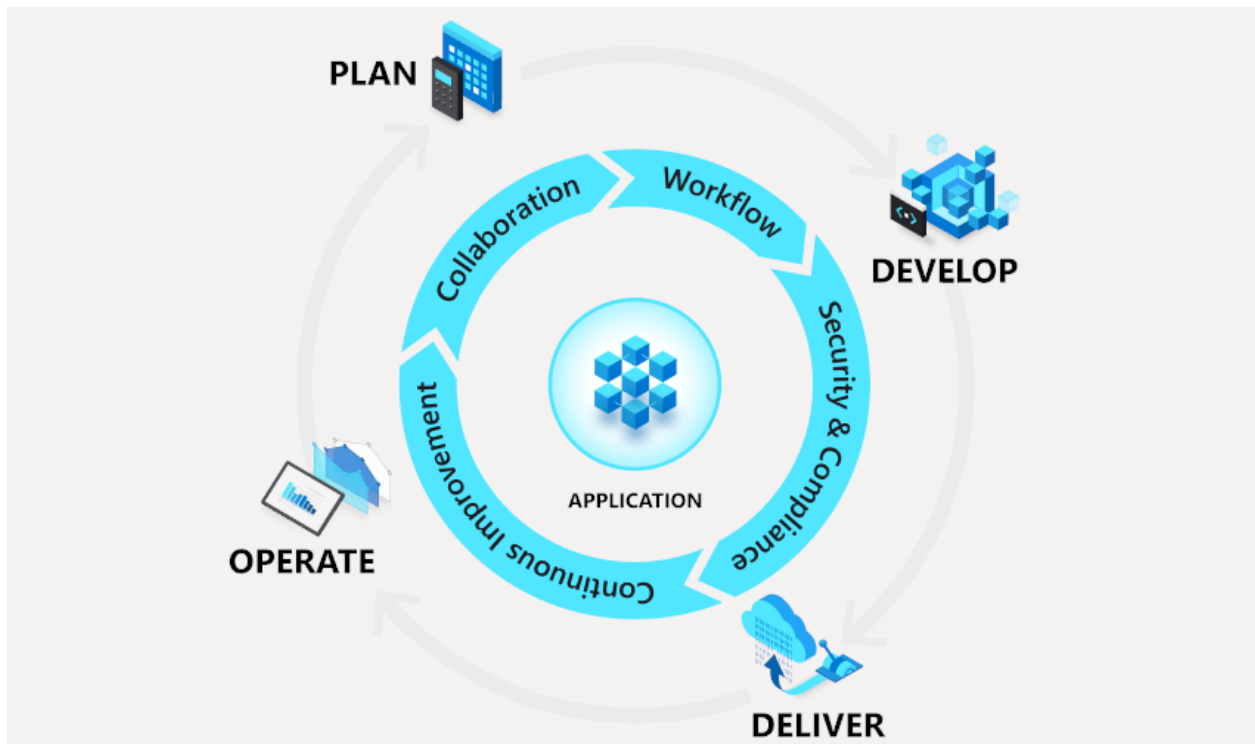 PLAN
DEVELOP
DELIVER
OPERATE
Collaboration
Workflow
Security & Compliance
Continuous Improvement
APPLICATION